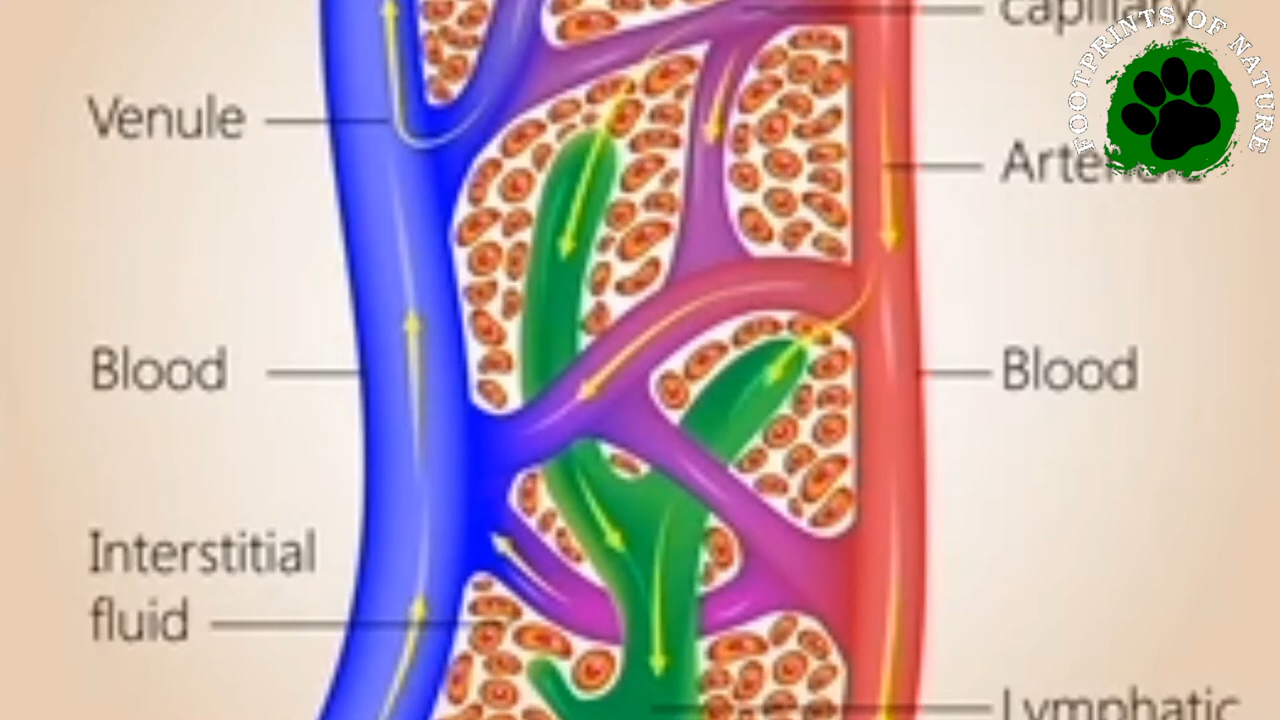 capillary
FOOTPRINTS OF NATURE
Venule
Arteriole
Blood
Blood
Interstitial
fluid
Lymphatic